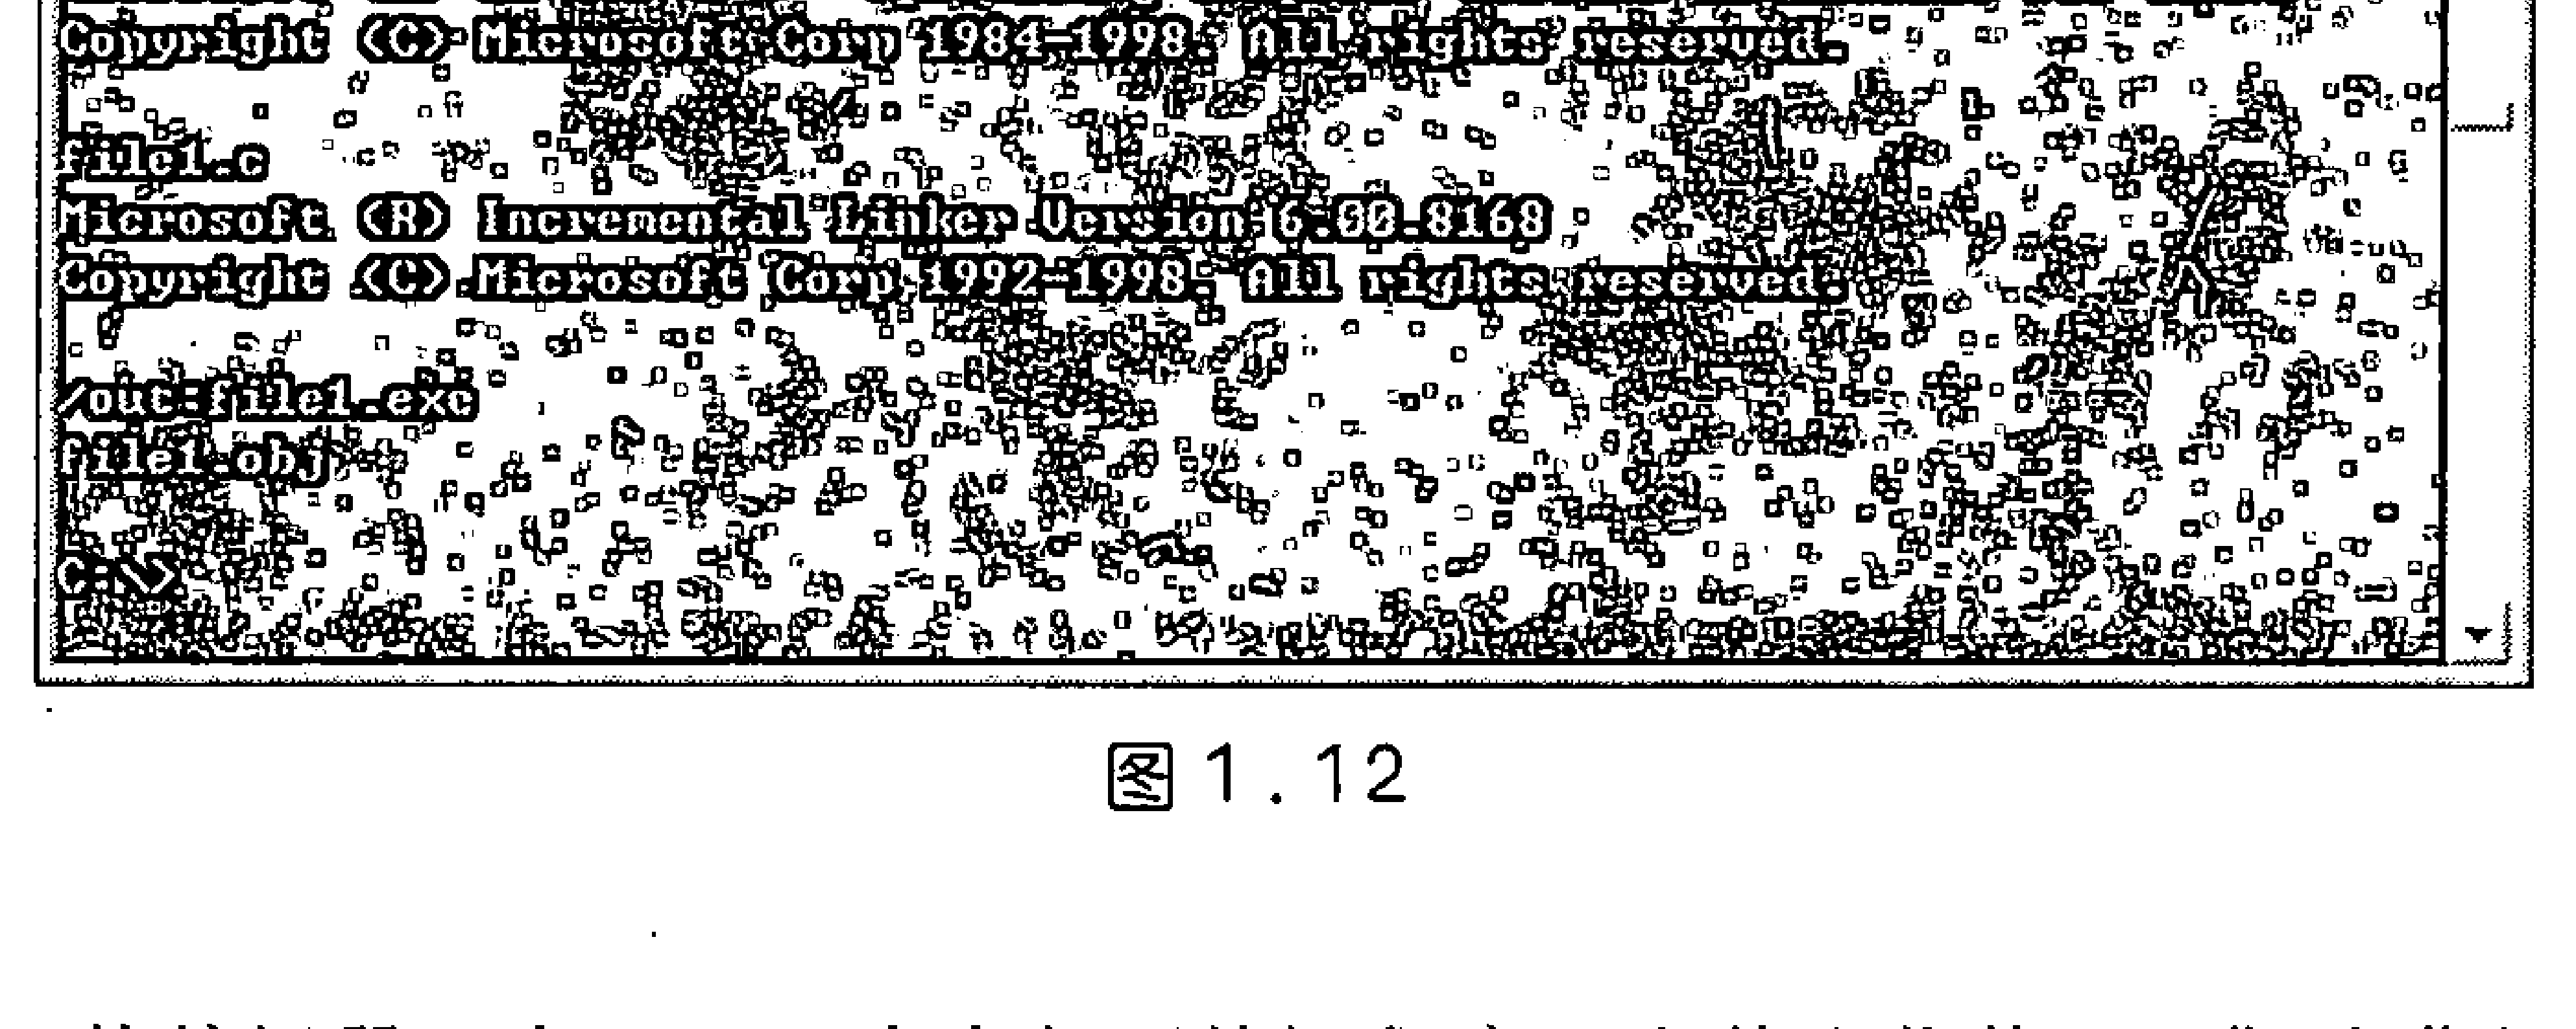 Copyright (C) Microsoft Corp 1984-1998. All rights reserved.
file1.c
Microsoft (R) Incremental Linker Version 6.00.8168
Copyright (C) Microsoft Corp 1992-1998. All rights reserved.
/out:file1.exe
file1.obj
C:\>
图1.12